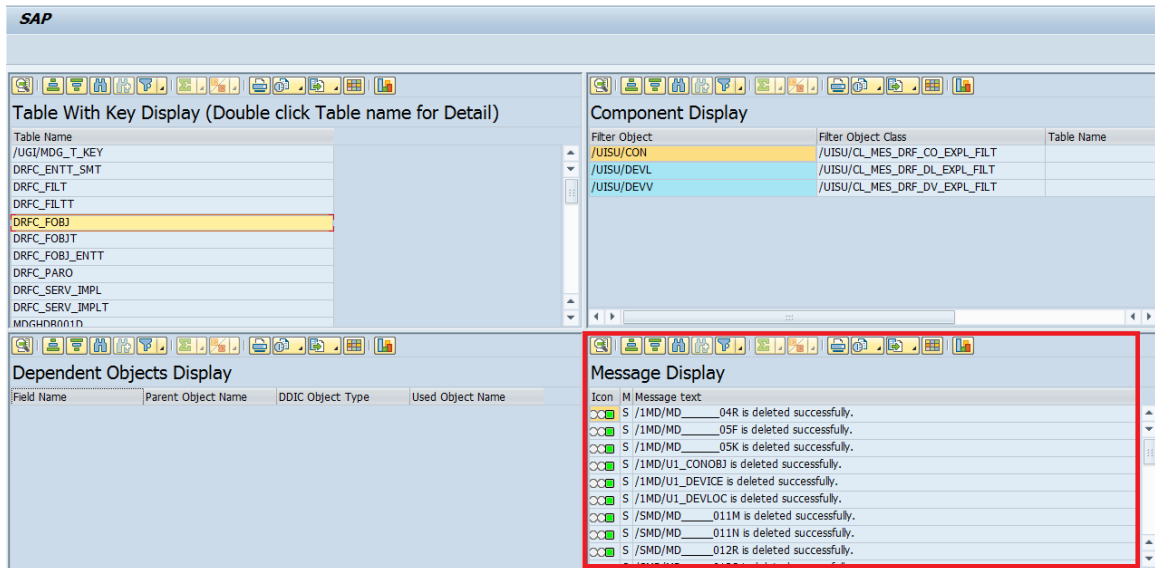 SAP
Table With Key Display (Double click Table name for Detail)
Table Name
/UGI/MDG_T_KEY
DRFC_ENTT_SMT
DRFC_FILT
DRFC_FILTT
DRFC_FOBJ
DRFC_FOBJT
DRFC_FOBJ_ENTT
DRFC_PARO
DRFC_SERV_IMPL
DRFC_SERV_IMPLT
MDGHDB001D
Component Display
Filter Object Filter Object Class Table Name
/UISU/CON /UISU/CL_MES_DRF_CO_EXPL_FILT
/UISU/DEVL /UISU/CL_MES_DRF_DL_EXPL_FILT
/UISU/DEVV /UISU/CL_MES_DRF_DV_EXPL_FILT
Dependent Objects Display
Field Name Parent Object Name DDIC Object Type Used Object Name
Message Display
Icon M Message text
S /1MD/MD______04R is deleted successfully.
S /1MD/MD______05F is deleted successfully.
S /1MD/MD______05K is deleted successfully.
S /1MD/U1_CONOBJ is deleted successfully.
S /1MD/U1_DEVICE is deleted successfully.
S /1MD/U1_DEVLOC is deleted successfully.
S /SMD/MD_____011M is deleted successfully.
S /SMD/MD_____011N is deleted successfully.
S /SMD/MD_____012R is deleted successfully.